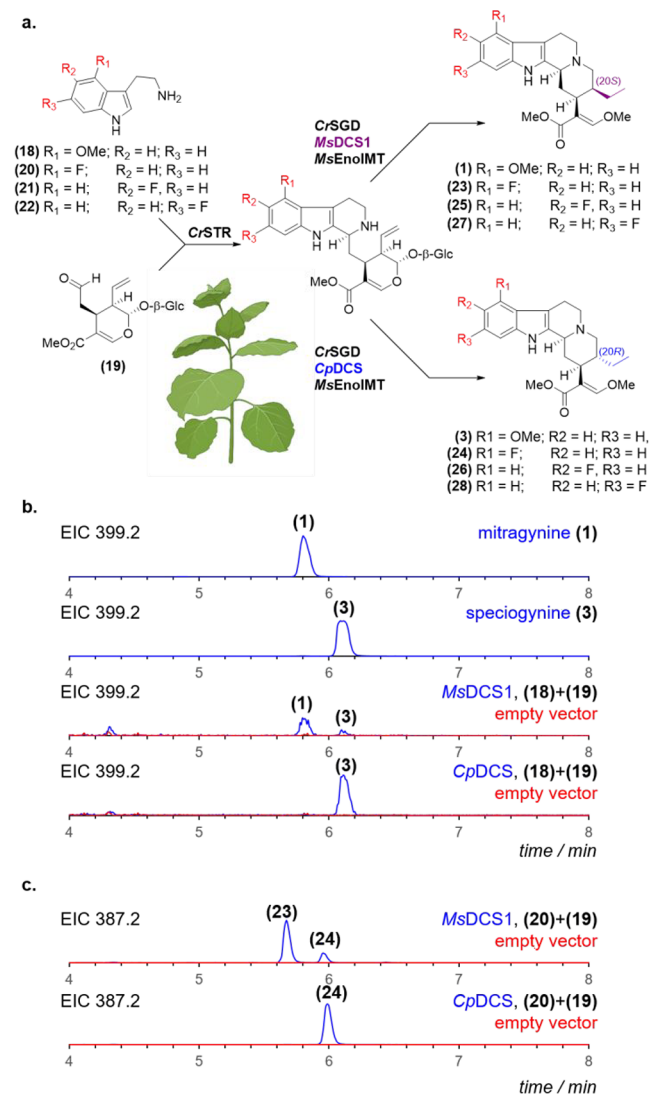 a.
R1
R2
R3
NH2
N
H
(18) R1 = OMe; R2 = H; R3 = H
(20) R1 = F; R2 = H; R3 = H
(21) R1 = H; R2 = F, R3 = H
(22) R1 = H; R2 = H; R3 = F
O
H
H
O-β-Glc
MeO2C
O
(19)
CrSTR
R1
R2
R3
N
H
NH
H
H
O-β-Glc
MeO
O
O
CrSGD
MsDCS1
MsEnolMT
CrSGD
CpDCS
MsEnolMT
R1
R2
R3
N
NH
H
(20S)
H
MeO
OMe
O
(1) R1 = OMe; R2 = H; R3 = H
(23) R1 = F; R2 = H; R3 = H
(25) R1 = H; R2 = F, R3 = H
(27) R1 = H; R2 = H; R3 = F
R1
R2
R3
N
NH
H
(20R)
H
MeO
OMe
O
(3) R1 = OMe; R2 = H; R3 = H,
(24) R1 = F; R2 = H; R3 = H
(26) R1 = H; R2 = F, R3 = H
(28) R1 = H; R2 = H; R3 = F
b.
EIC 399.2
(1)
mitragynine (1)
4 5 6 7 8
EIC 399.2
(3)
speciogynine (3)
4 5 6 7 8
EIC 399.2
(1)
(3)
MsDCS1, (18)+(19)
empty vector
4 5 6 7 8
EIC 399.2
(3)
CpDCS, (18)+(19)
empty vector
4 5 6 7 8
time / min
c.
EIC 387.2
(23)
(24)
MsDCS1, (20)+(19)
empty vector
4 5 6 7 8
EIC 387.2
(24)
CpDCS, (20)+(19)
empty vector
4 5 6 7 8
time / min